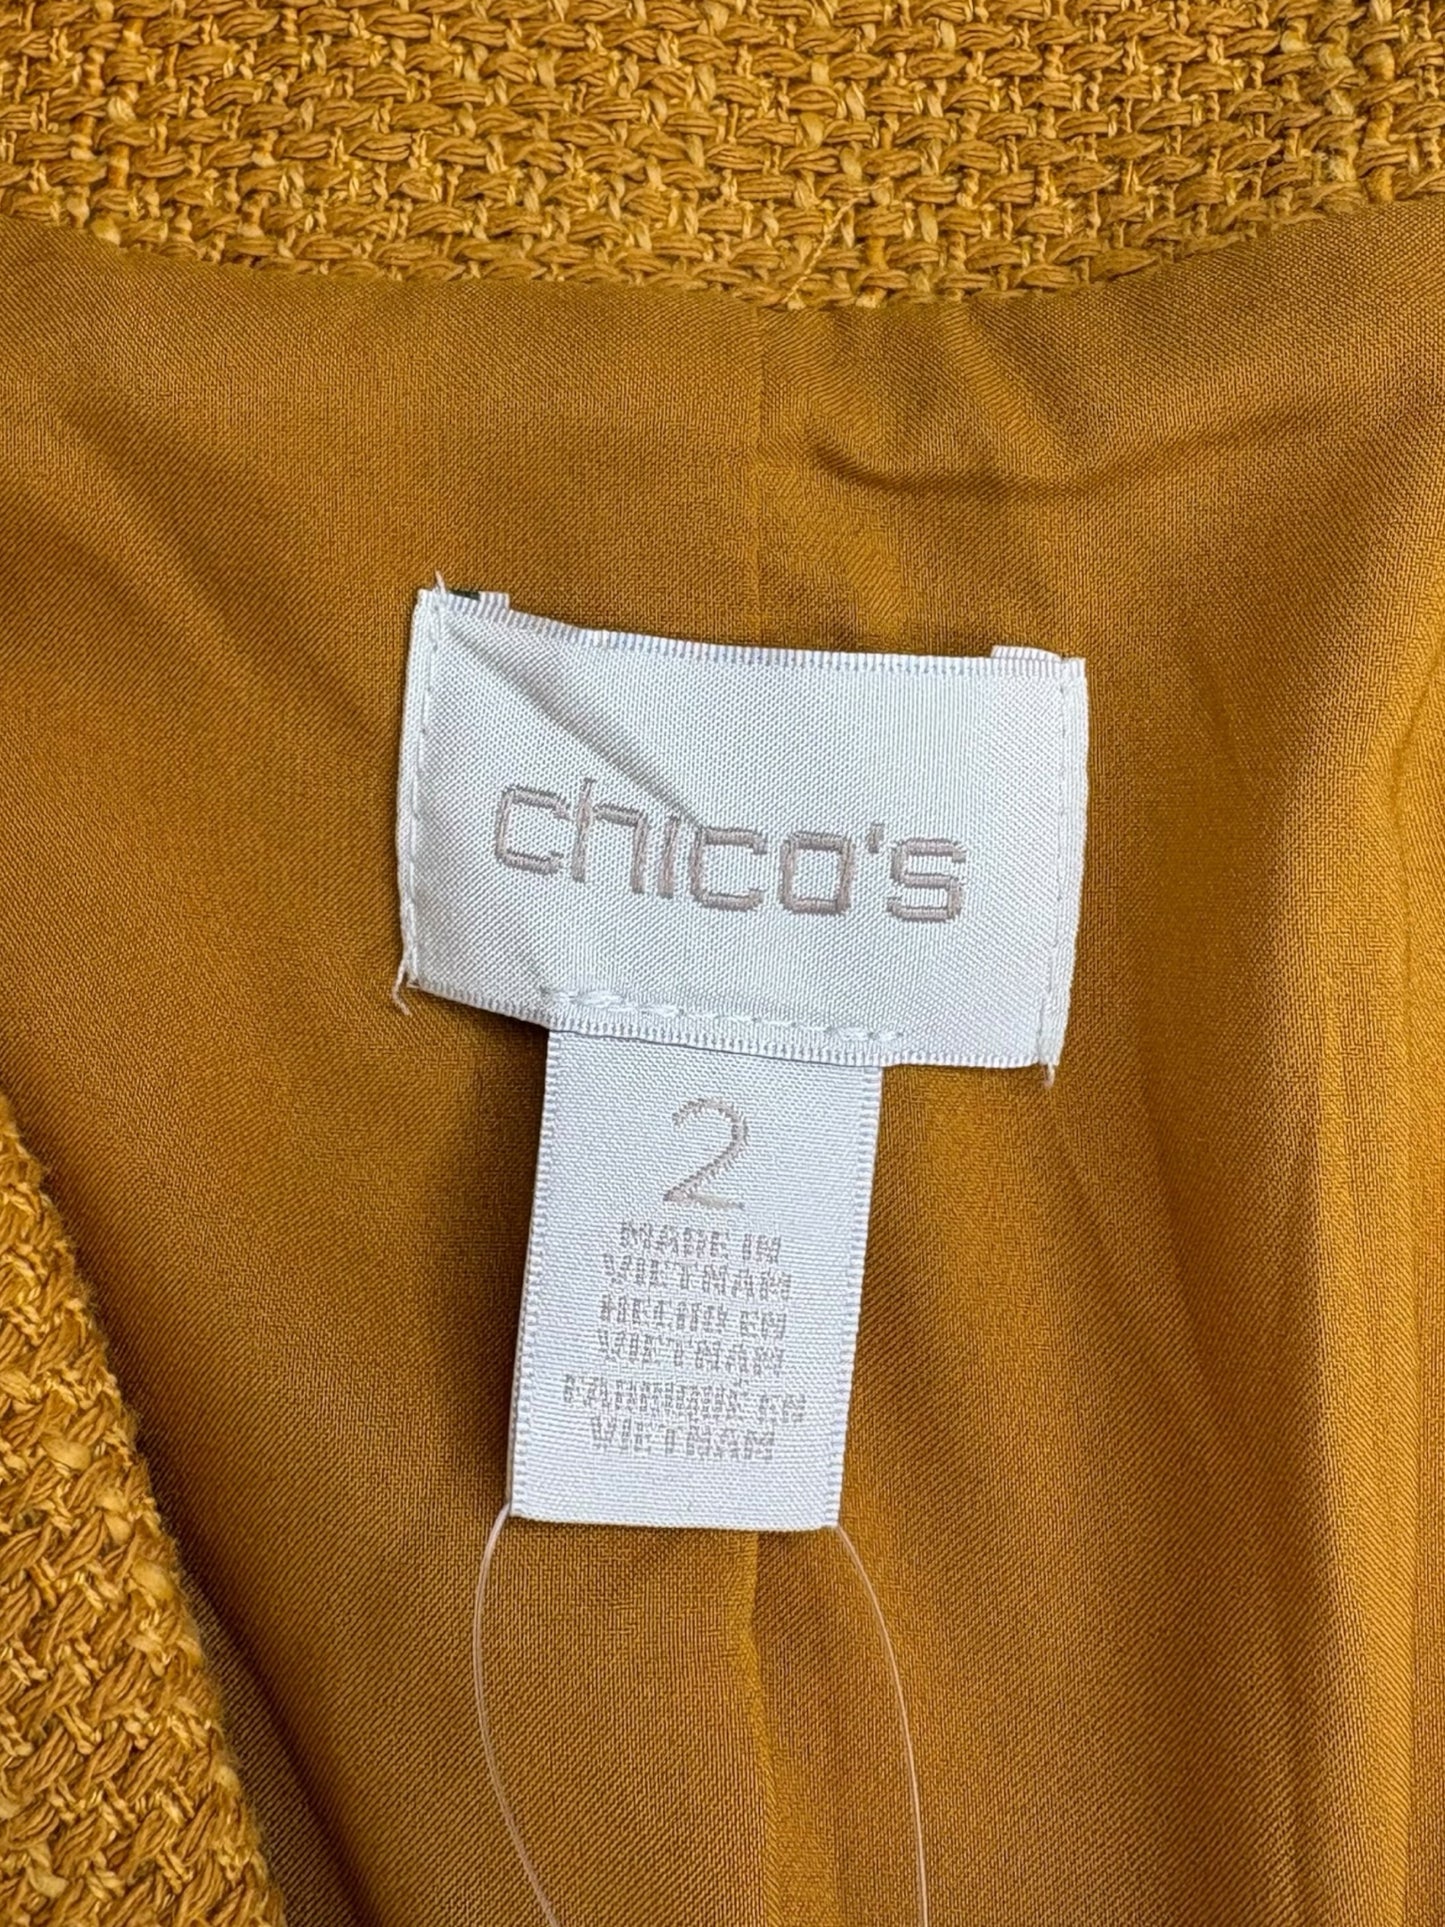 chico's
2
MADE IN
VIETNAM
HECHO EN
VIETNAM
FABRIQUÉ AU
VIETNAM